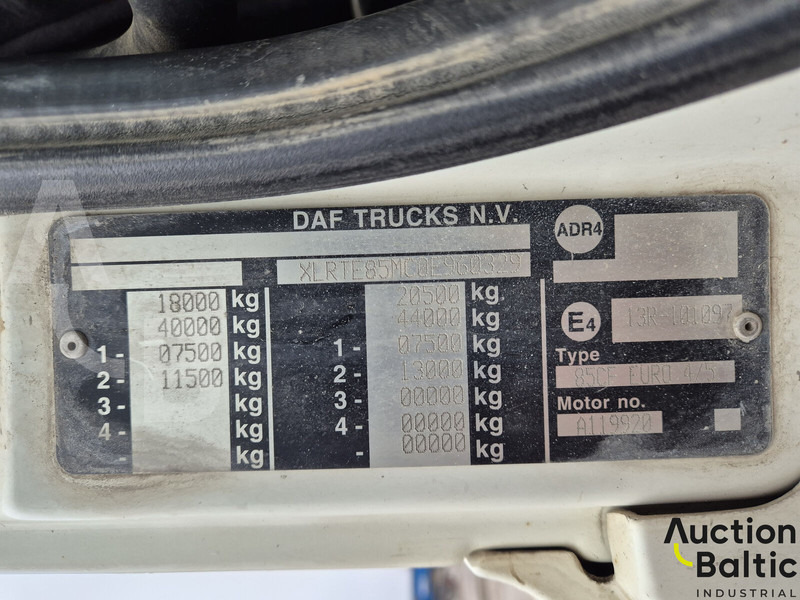 DAF TRUCKS N.V.
ADR4
XLRTE85MC0E960329
18000 kg 20500 kg
40000 kg 44000 kg
1- 07500 kg 1- 07500 kg
2- 11500 kg 2- 13000 kg
3- kg 3- 00000 kg
4- kg 4- 00000 kg
- kg - 00000 kg
E4 13R-101097
Type
85CF EURO 4/5
Motor no.
A119920
Auction
Baltic
INDUSTRIAL